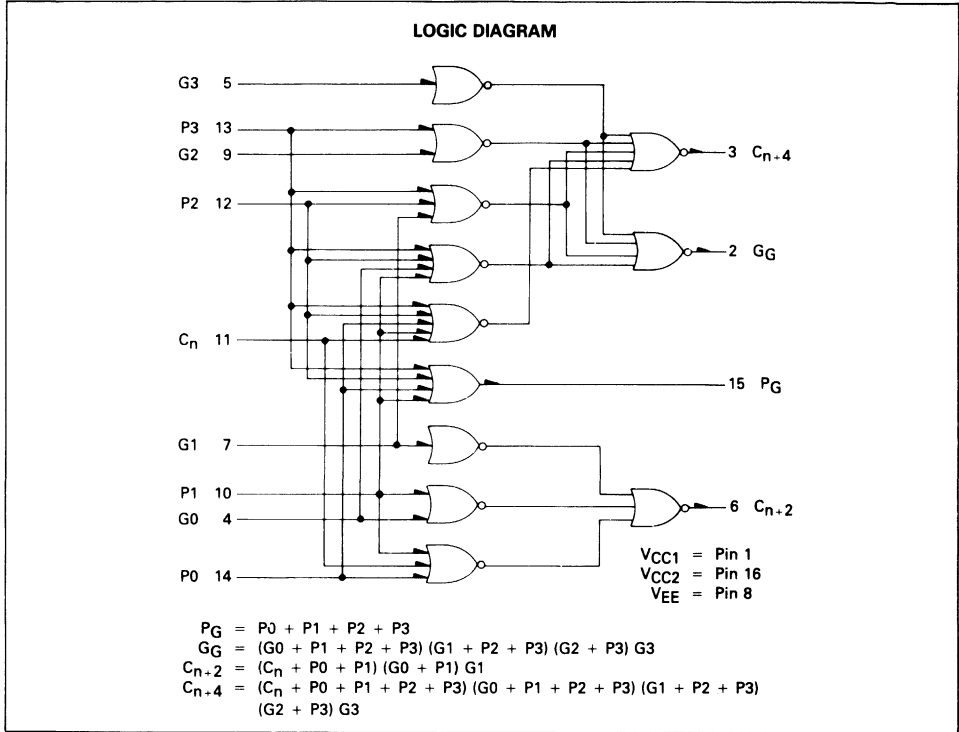 LOGIC DIAGRAM
G3 5
P3 13
G2 9
P2 12
Cn 11
G1 7
P1 10
G0 4
P0 14
3 Cn+4
2 GG
15 PG
6 Cn+2
VCC1 = Pin 1
VCC2 = Pin 16
VEE = Pin 8
PG = P0 + P1 + P2 + P3
GG = (G0 + P1 + P2 + P3) (G1 + P2 + P3) (G2 + P3) G3
Cn+2 = (Cn + P0 + P1) (G0 + P1) G1
Cn+4 = (Cn + P0 + P1 + P2 + P3) (G0 + P1 + P2 + P3) (G1 + P2 + P3)
(G2 + P3) G3